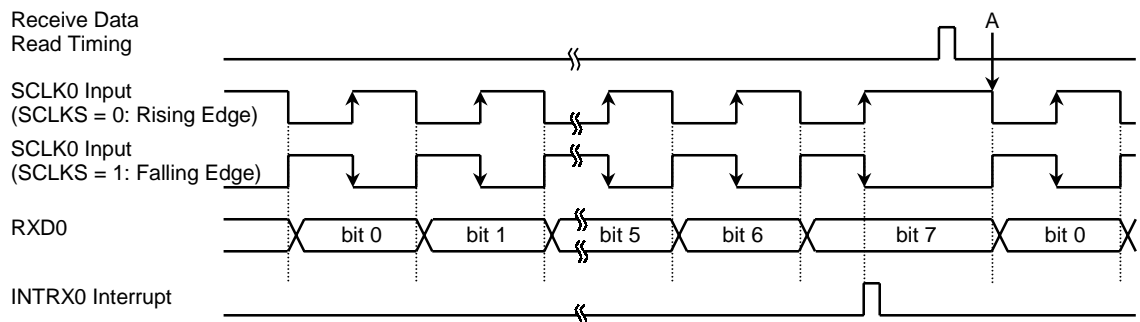 Receive Data
Read Timing
A
SCLK0 Input
(SCLKS = 0: Rising Edge)
SCLK0 Input
(SCLKS = 1: Falling Edge)
RXD0
bit 0
bit 1
bit 5
bit 6
bit 7
bit 0
INTRX0 Interrupt